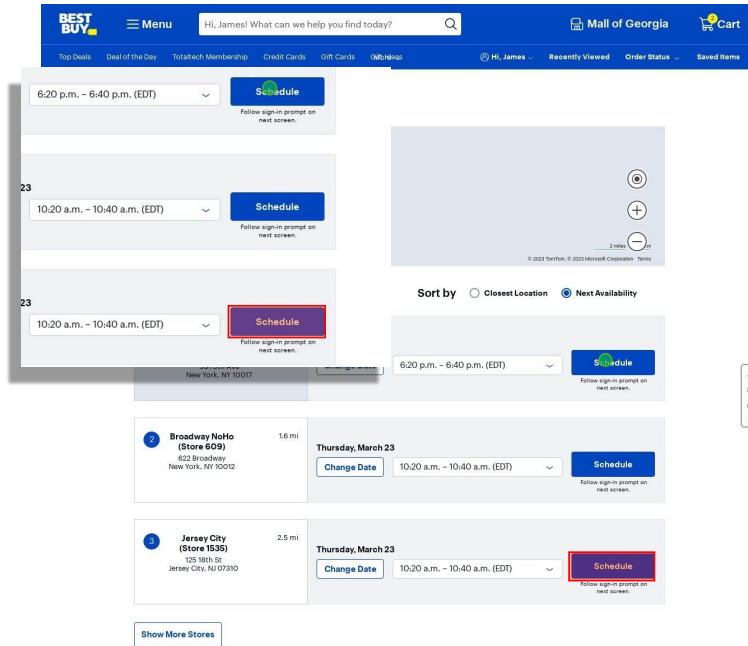 BEST BUY
Menu
Hi, James! What can we help you find today?
Mall of Georgia
2
Cart
Top Deals
Deal of the Day
Totaltech Membership
Credit Cards
Gift Cards
Hi, James
Recently Viewed
Order Status
Saved Items
6:20 p.m. – 6:40 p.m. (EDT)
Schedule
Follow sign-in prompt on
next screen.
23
10:20 a.m. – 10:40 a.m. (EDT)
Schedule
Follow sign-in prompt on
next screen.
23
10:20 a.m. – 10:40 a.m. (EDT)
Schedule
Follow sign-in prompt on
next screen.
2 miles
© 2023 TomTom, © 2023 Microsoft Corporation Terms
Sort by
Closest Location
Next Availability
New York, NY 10017
Change Date
6:20 p.m. – 6:40 p.m. (EDT)
Schedule
Follow sign-in prompt on
next screen.
2
Broadway NoHo
(Store 609)
622 Broadway
New York, NY 10012
1.6 mi
Thursday, March 23
Change Date
10:20 a.m. – 10:40 a.m. (EDT)
Schedule
Follow sign-in prompt on
next screen.
3
Jersey City
(Store 1535)
125 18th St
Jersey City, NJ 07310
2.5 mi
Thursday, March 23
Change Date
10:20 a.m. – 10:40 a.m. (EDT)
Schedule
Follow sign-in prompt on
next screen.
Show More Stores